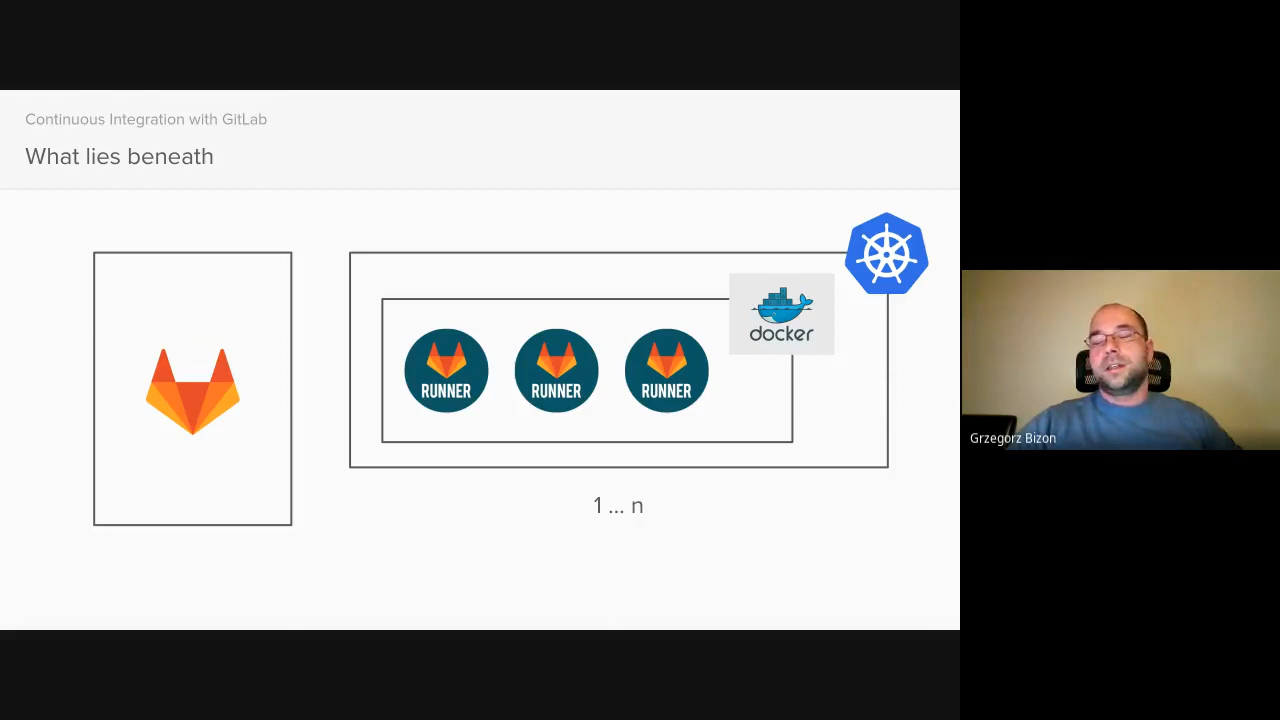 Continuous Integration with GitLab
What lies beneath
docker
RUNNER
RUNNER
RUNNER
1 ... n
Grzegorz Bizon